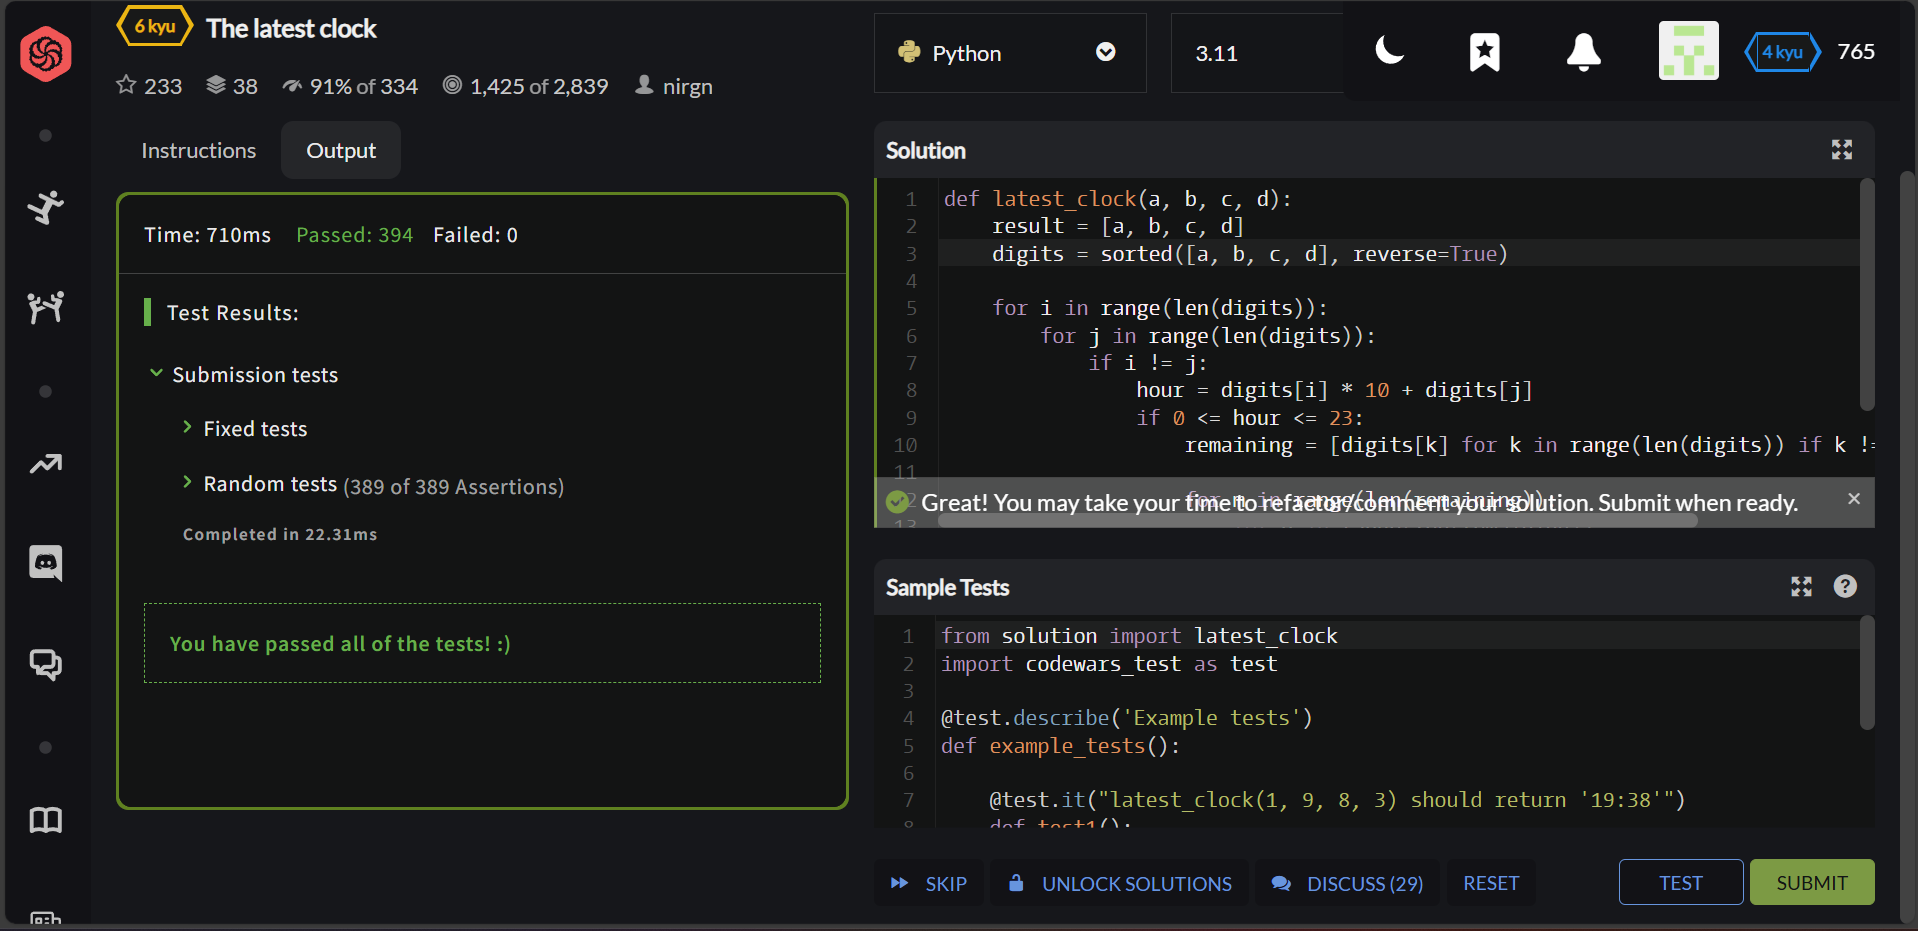 6 kyu The latest clock
233 38 91% of 334 1,425 of 2,839 nirgn
Python
3.11
4 kyu 765
Instructions Output
Time: 710ms Passed: 394 Failed: 0
Test Results:
Submission tests
Fixed tests
Random tests (389 of 389 Assertions)
Completed in 22.31ms
You have passed all of the tests! :)
Solution
1 def latest_clock(a, b, c, d):
2 result = [a, b, c, d]
3 digits = sorted([a, b, c, d], reverse=True)
4
5 for i in range(len(digits)):
6 for j in range(len(digits)):
7 if i != j:
8 hour = digits[i] * 10 + digits[j]
9 if 0 <= hour <= 23:
10 remaining = [digits[k] for k in range(len(digits)) if k !=
11
for m in range(len(remaining))
Great! You may take your time to refactor/comment your solution. Submit when ready.
13
Sample Tests
1 from solution import latest_clock
2 import codewars_test as test
3
4 @test.describe('Example tests')
5 def example_tests():
6
7 @test.it("latest_clock(1, 9, 8, 3) should return '19:38'")
8 def test1():
SKIP UNLOCK SOLUTIONS DISCUSS (29) RESET TEST SUBMIT